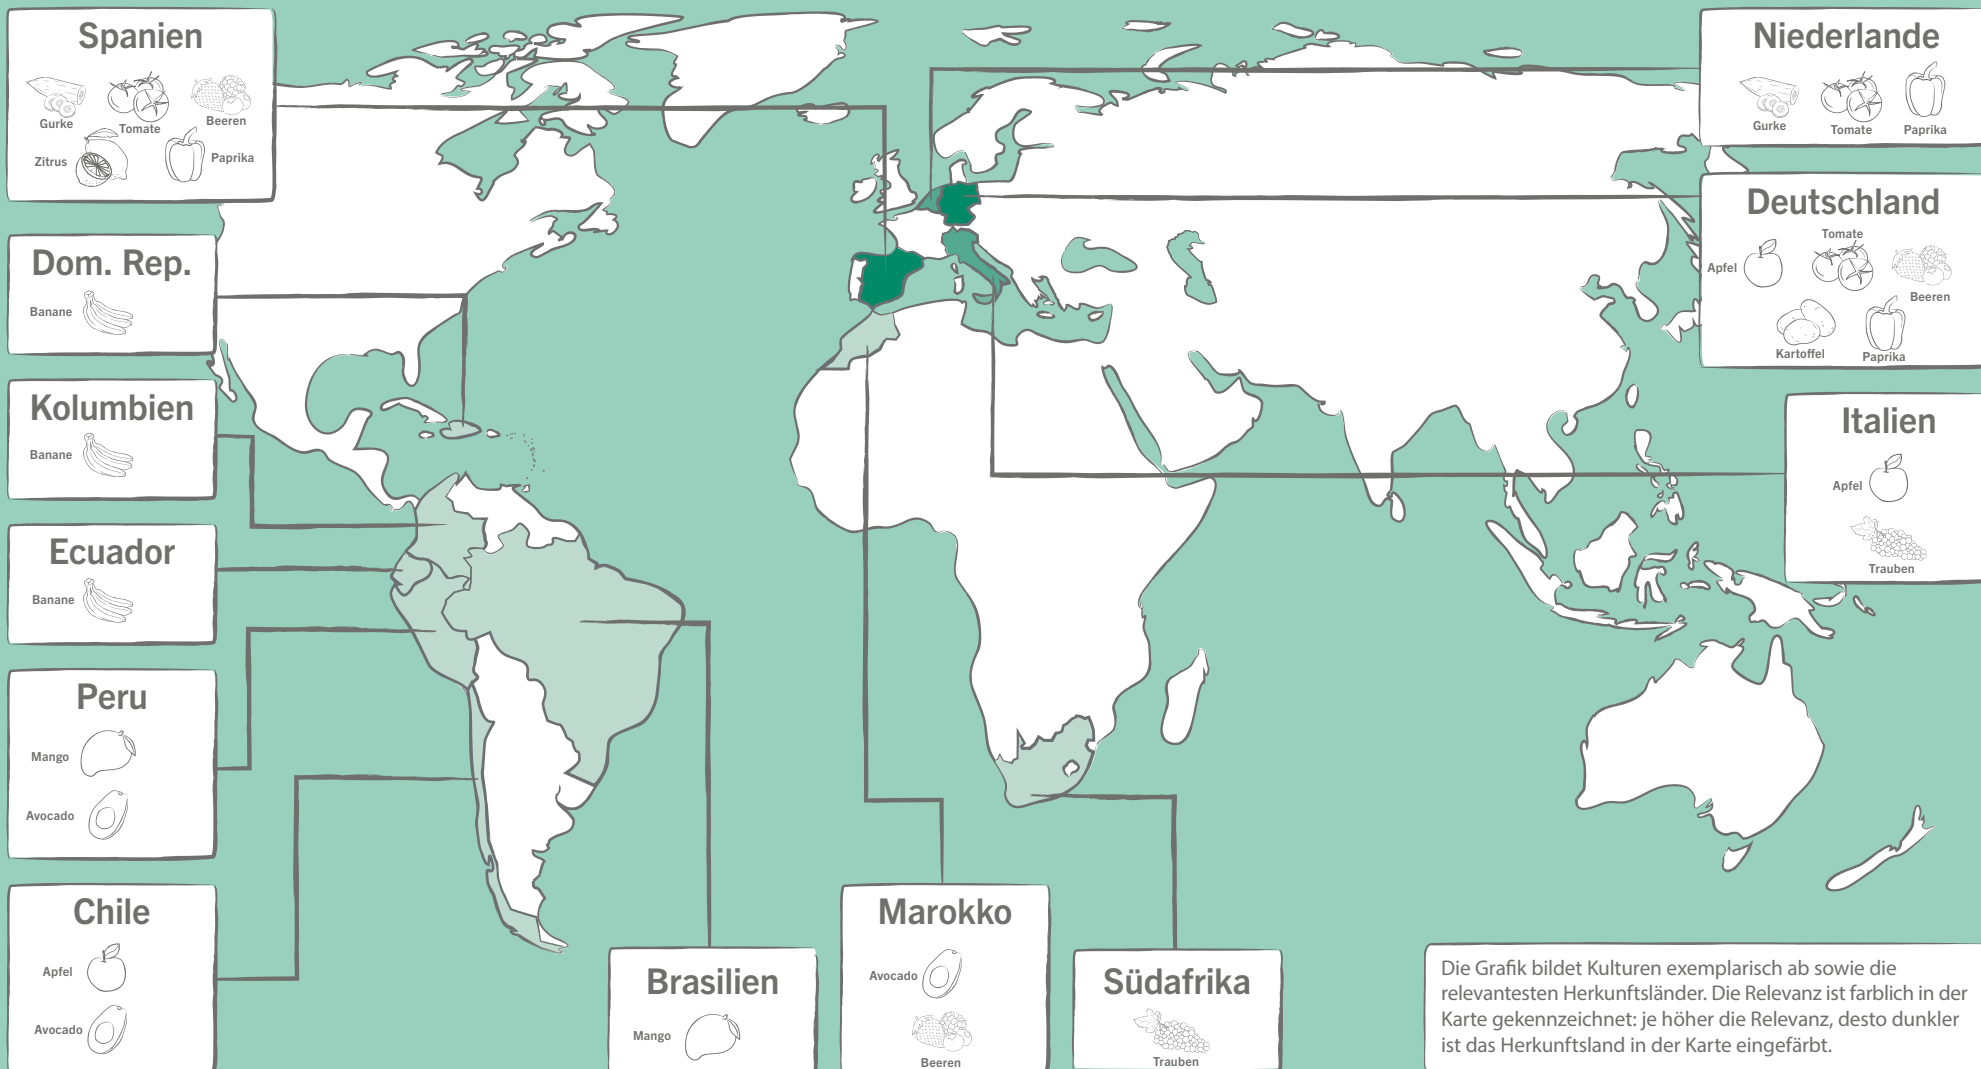 Spanien
Gurke
Tomate
Beeren
Zitrus
Paprika
Dom. Rep.
Banane
Kolumbien
Banane
Ecuador
Banane
Peru
Mango
Avocado
Chile
Apfel
Avocado
Brasilien
Mango
Marokko
Avocado
Beeren
Südafrika
Trauben
Niederlande
Gurke
Tomate
Paprika
Deutschland
Tomate
Apfel
Beeren
Kartoffel
Paprika
Italien
Apfel
Trauben
Die Grafik bildet Kulturen exemplarisch ab sowie die
relevantesten Herkunftsländer. Die Relevanz ist farblich in der
Karte gekennzeichnet: je höher die Relevanz, desto dunkler
ist das Herkunftsland in der Karte eingefärbt.